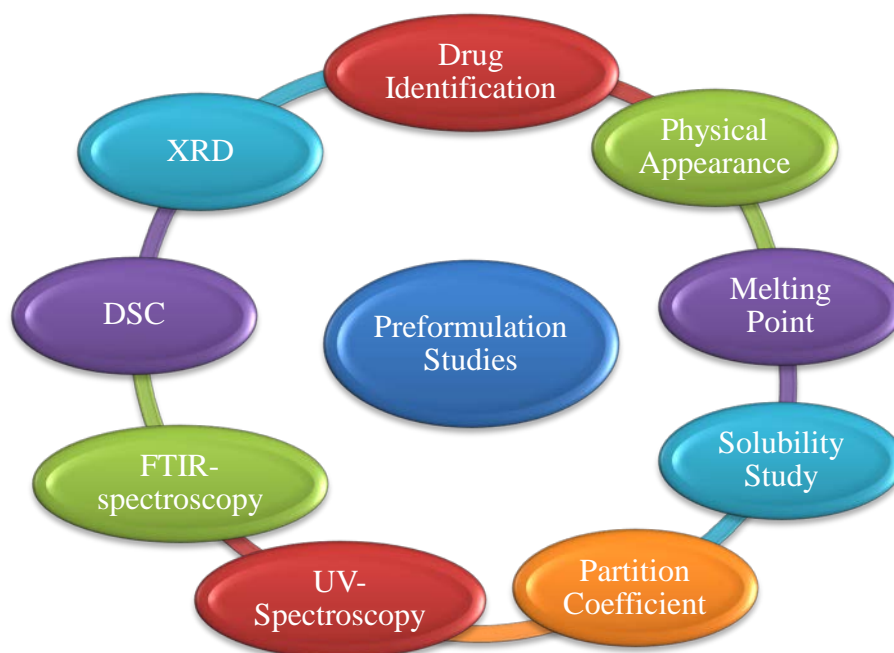 Drug
Identification
Physical
Appearance
Melting
Point
Solubility
Study
Partition
Coefficient
UV-
Spectroscopy
FTIR-
spectroscopy
DSC
XRD
Preformulation
Studies